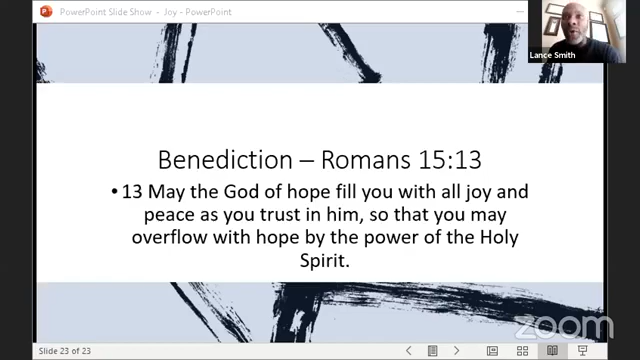 PowerPoint Slide Show - Joy - PowerPoint
Lance Smith
Benediction – Romans 15:13
• 13 May the God of hope fill you with all joy and
peace as you trust in him, so that you may
overflow with hope by the power of the Holy
Spirit.
Slide 23 of 23
zoom